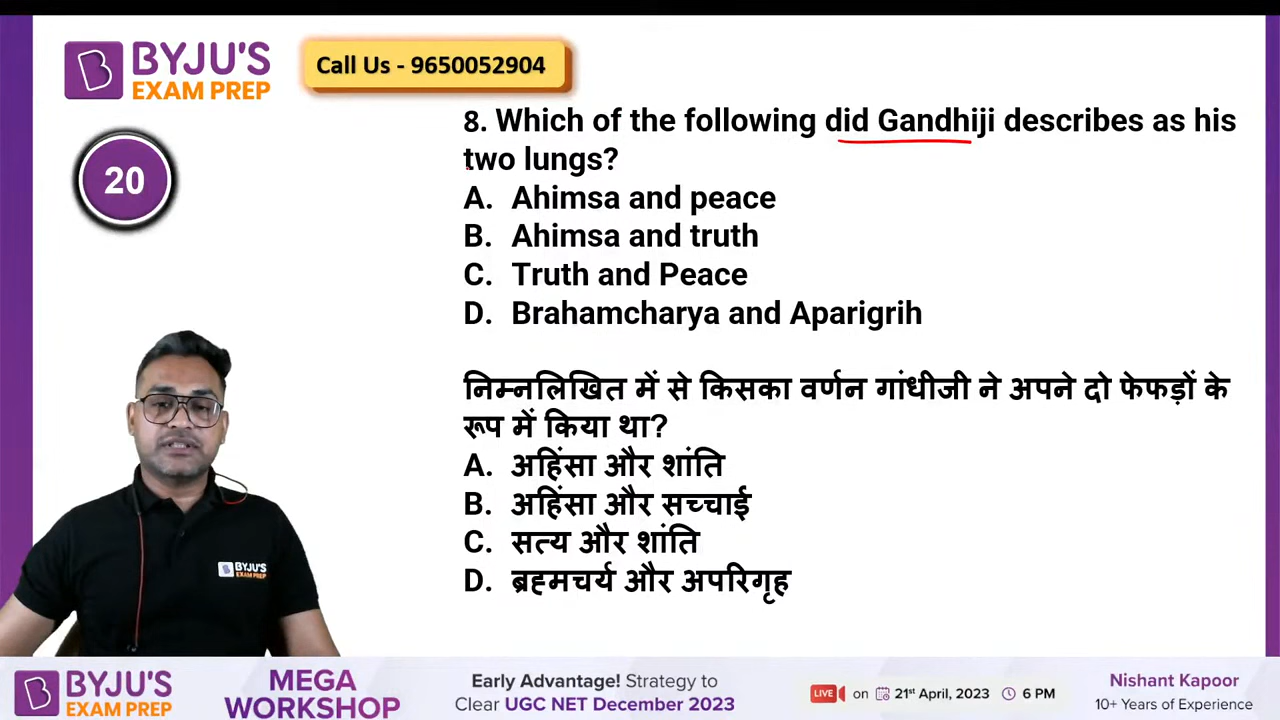 BYJU'S
EXAM PREP
Call Us - 9650052904
20
8. Which of the following did Gandhiji describes as his
two lungs?
A. Ahimsa and peace
B. Ahimsa and truth
C. Truth and Peace
D. Brahamcharya and Aparigrih
निम्नलिखित में से किसका वर्णन गांधीजी ने अपने दो फेफड़ों के
रूप में किया था?
A. अहिंसा और शांति
B. अहिंसा और सच्चाई
C. सत्य और शांति
D. ब्रह्मचर्य और अपरिगृह
BYJU'S
EXAM PREP
BYJU'S
EXAM PREP
MEGA
WORKSHOP
Early Advantage! Strategy to
Clear UGC NET December 2023
LIVE on 21st April, 2023 6 PM
Nishant Kapoor
10+ Years of Experience